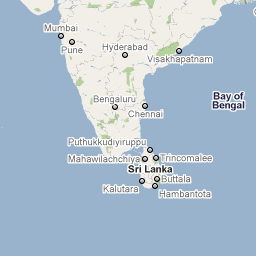 Mumbai
Pune
Hyderabad
Visakhapatnam
Bengaluru
Chennai
Bay of
Bengal
Puthukkudiyiruppu
Mahawilachchiya
Trincomalee
Sri Lanka
Buttala
Kalutara
Hambantota